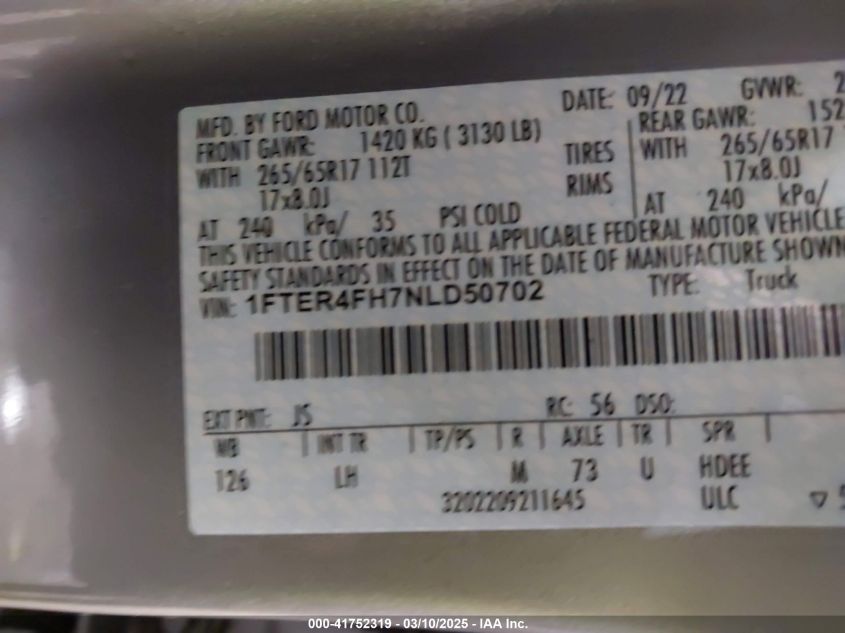 MFD. BY FORD MOTOR CO. DATE: 09/22 GVWR: 2
FRONT GAWR: 1420 KG ( 3130 LB) REAR GAWR: 152
WITH 265/65R17 112T TIRES WITH 265/65R17 1
17x8.0J RIMS 17x8.0J
AT 240 kPa/ 35 PSI COLD AT 240 kPa/
THIS VEHICLE CONFORMS TO ALL APPLICABLE FEDERAL MOTOR VEHICLE
SAFETY STANDARDS IN EFFECT ON THE DATE OF MANUFACTURE SHOWN
VIN: 1FTER4FH7NLD50702 TYPE: Truck
EXT PNT: JS RC: 56 DSO:
WB INT TR TP/PS R AXLE TR SPR
126 LH M 73 U HDEE
3202209211645 ULC
000-41752319 — 03/10/2025 — IAA Inc.